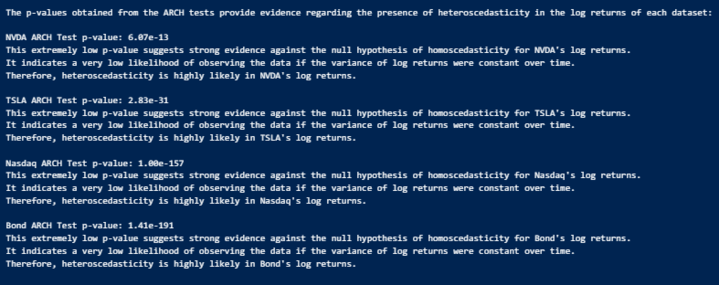 The p-values obtained from the ARCH tests provide evidence regarding the presence of heteroscedasticity in the log returns of each dataset:
NVDA ARCH Test p-value: 6.07e-13
This extremely low p-value suggests strong evidence against the null hypothesis of homoscedasticity for NVDA's log returns.
It indicates a very low likelihood of observing the data if the variance of log returns were constant over time.
Therefore, heteroscedasticity is highly likely in NVDA's log returns.
TSLA ARCH Test p-value: 2.83e-31
This extremely low p-value suggests strong evidence against the null hypothesis of homoscedasticity for TSLA's log returns.
It indicates a very low likelihood of observing the data if the variance of log returns were constant over time.
Therefore, heteroscedasticity is highly likely in TSLA's log returns.
Nasdaq ARCH Test p-value: 1.00e-157
This extremely low p-value suggests strong evidence against the null hypothesis of homoscedasticity for Nasdaq's log returns.
It indicates a very low likelihood of observing the data if the variance of log returns were constant over time.
Therefore, heteroscedasticity is highly likely in Nasdaq's log returns.
Bond ARCH Test p-value: 1.41e-191
This extremely low p-value suggests strong evidence against the null hypothesis of homoscedasticity for Bond's log returns.
It indicates a very low likelihood of observing the data if the variance of log returns were constant over time.
Therefore, heteroscedasticity is highly likely in Bond's log returns.